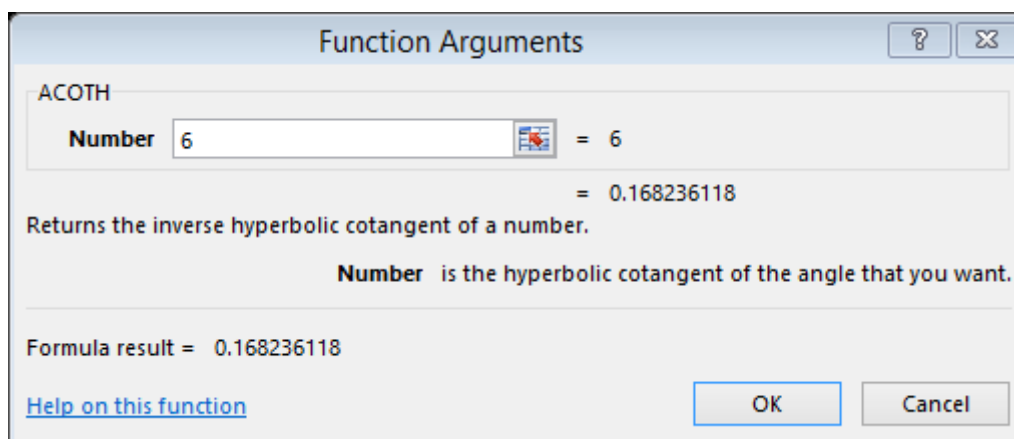 Function Arguments
ACOTH
Number 6 = 6
= 0.168236118
Returns the inverse hyperbolic cotangent of a number.
Number is the hyperbolic cotangent of the angle that you want.
Formula result = 0.168236118
Help on this function OK Cancel